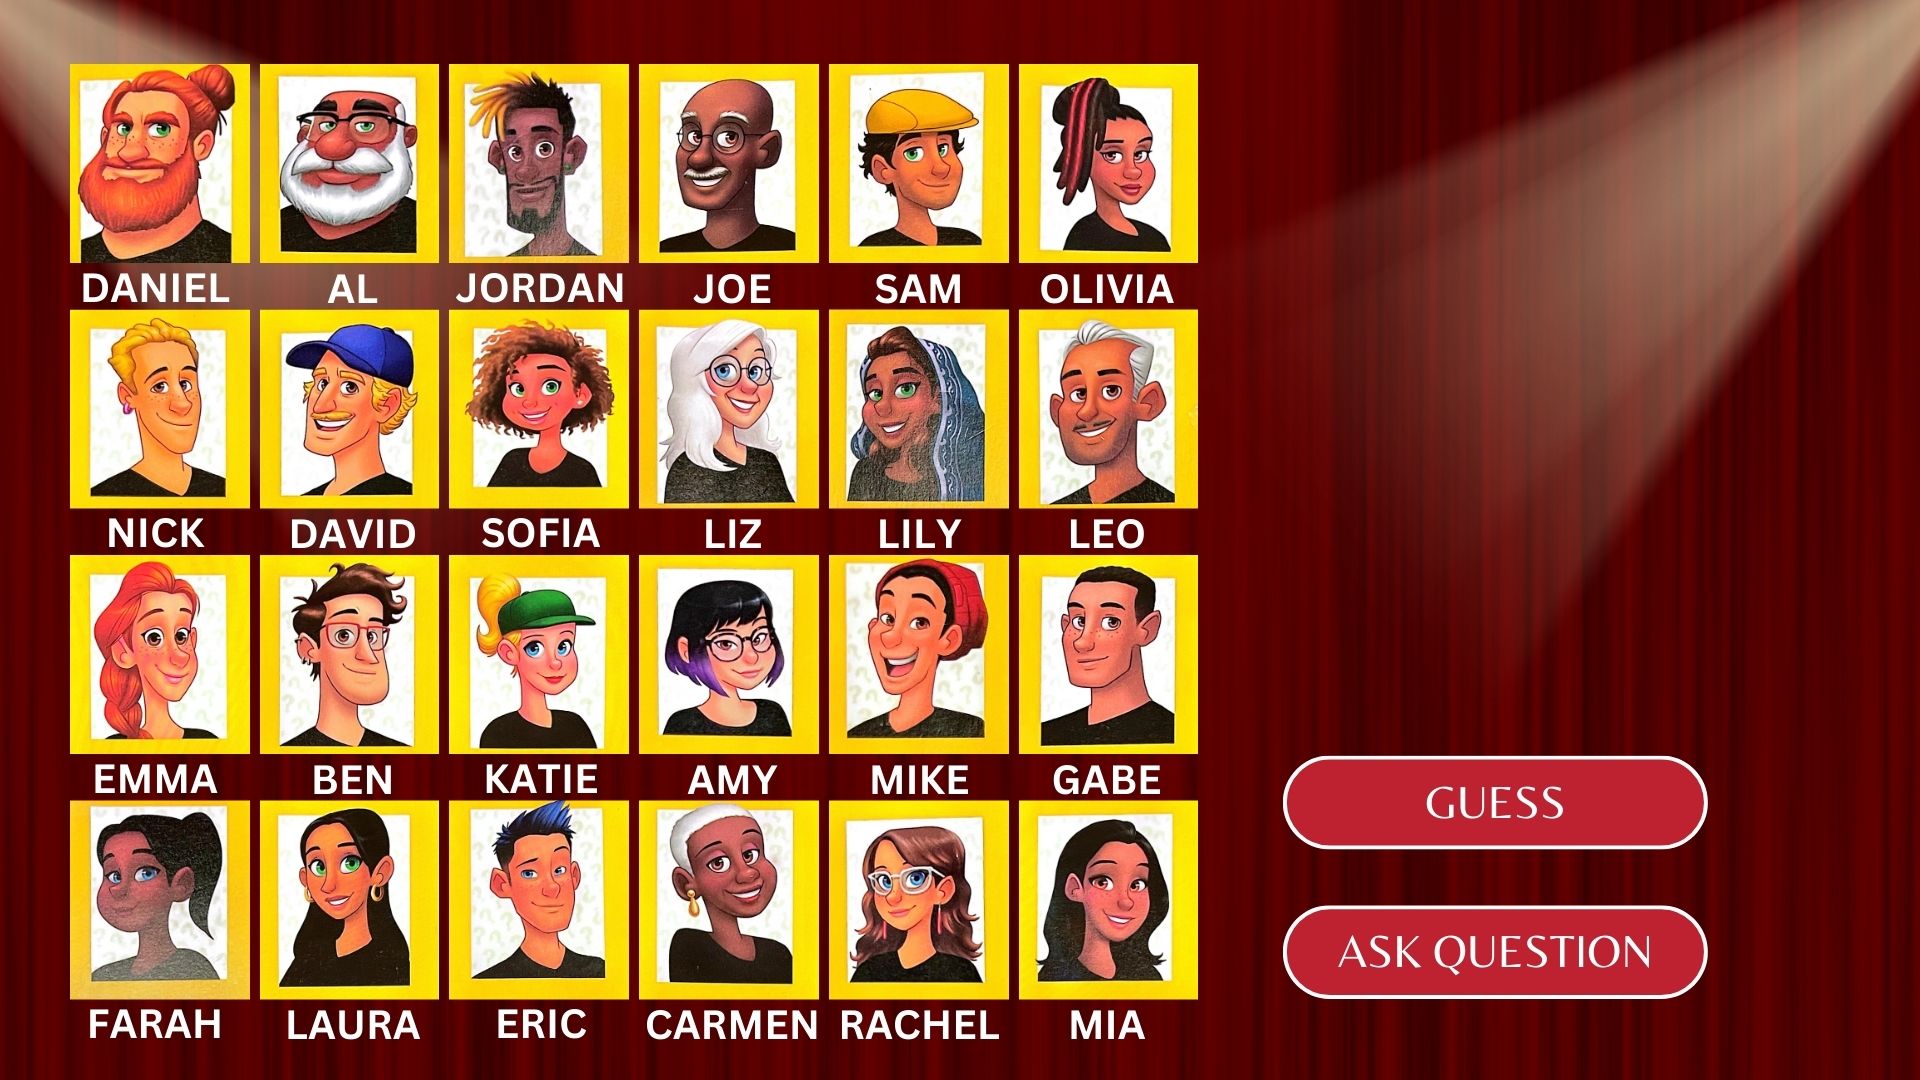 DANIEL
AL
JORDAN
JOE
SAM
OLIVIA
NICK
DAVID
SOFIA
LIZ
LILY
LEO
EMMA
BEN
KATIE
AMY
MIKE
GABE
FARAH
LAURA
ERIC
CARMEN
RACHEL
MIA
GUESS
ASK QUESTION